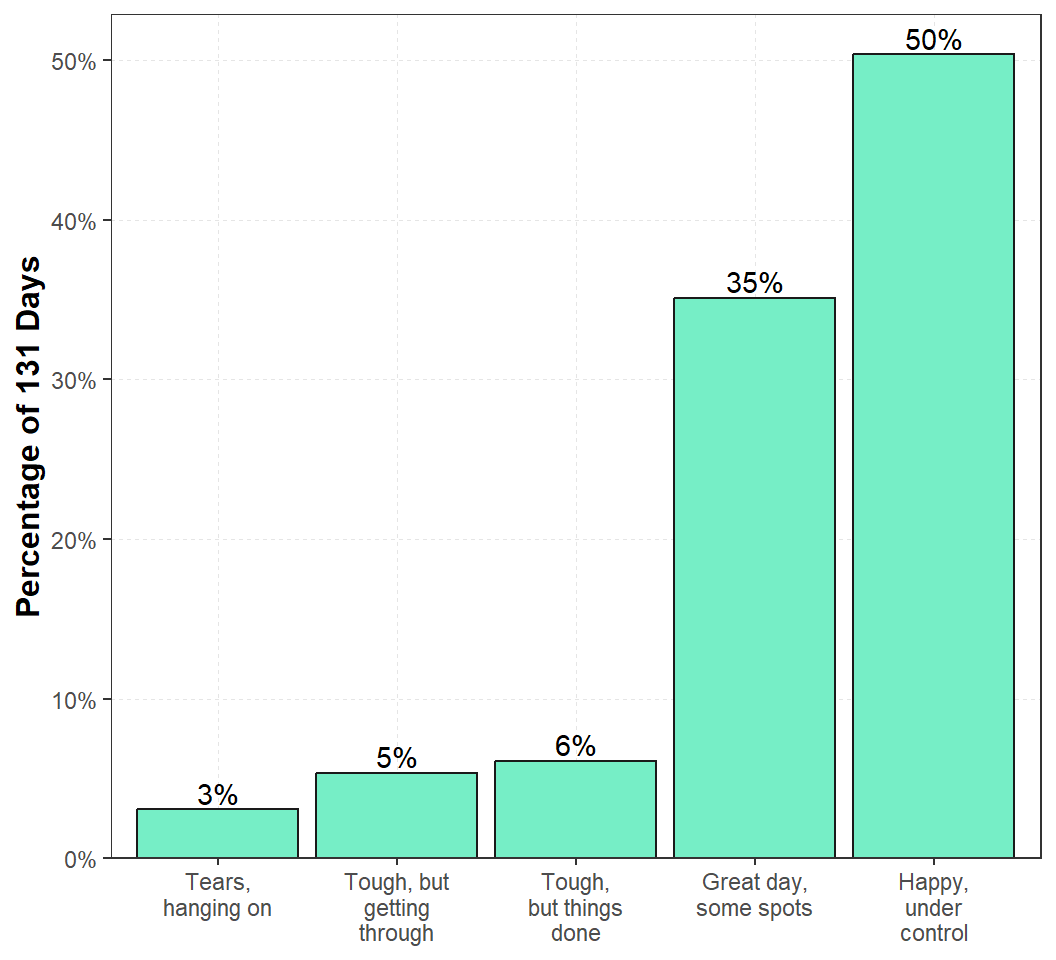 Percentage of 131 Days
50%
40%
30%
20%
10%
0%
3%
5%
6%
35%
50%
Tears,
hanging on
Tough, but
getting
through
Tough,
but things
done
Great day,
some spots
Happy,
under
control